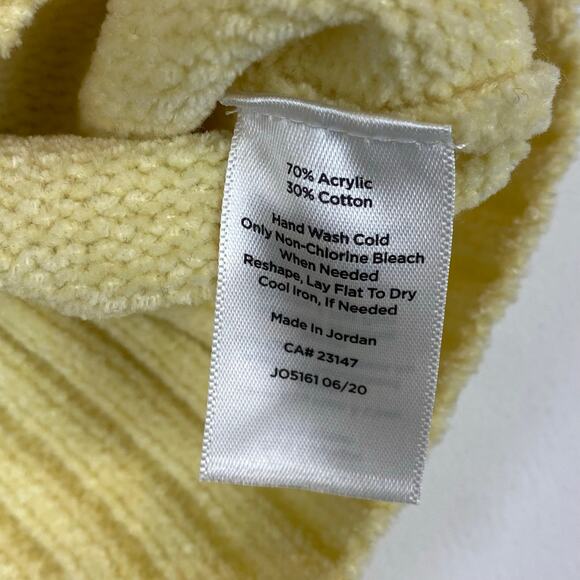 70% Acrylic
30% Cotton
Hand Wash Cold
Only Non-Chlorine Bleach
When Needed
Reshape, Lay Flat To Dry
Cool Iron, If Needed
Made In Jordan
CA# 23147
JO5161 06/20